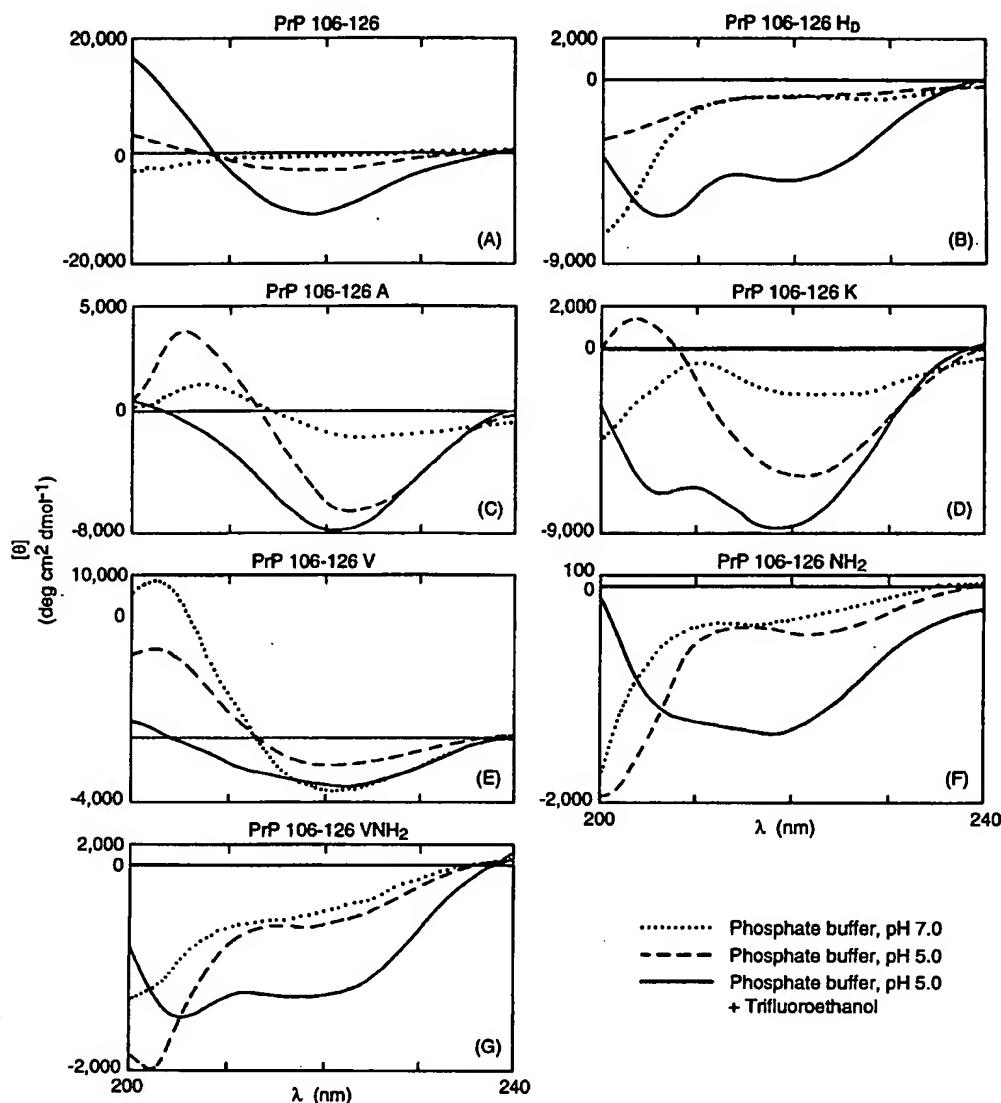 PrP 106-126
20,000
0
-20,000
(A)
PrP 106-126 HD
2,000
0
-9,000
(B)
PrP 106-126 A
5,000
0
-8,000
(C)
PrP 106-126 K
2,000
0
-9,000
(D)
[θ]
(deg cm2 dmol-1)
PrP 106-126 V
10,000
0
-4,000
(E)
PrP 106-126 NH2
100
0
-2,000
(F)
200
λ (nm)
240
PrP 106-126 VNH2
2,000
0
-2,000
(G)
200
λ (nm)
240
Phosphate buffer, pH 7.0
Phosphate buffer, pH 5.0
Phosphate buffer, pH 5.0
+ Trifluoroethanol